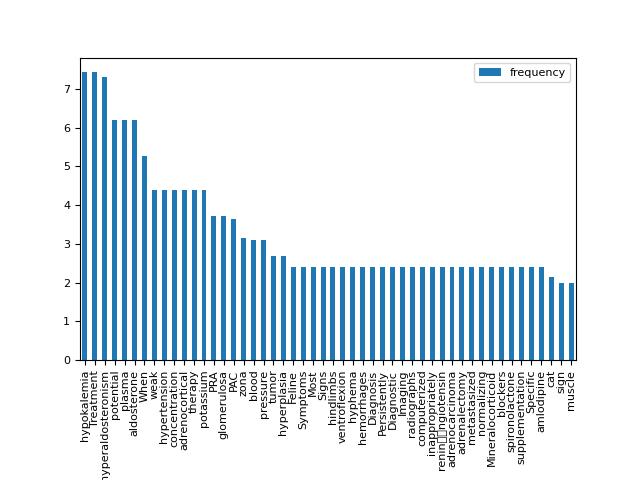 frequency
7
6
5
4
3
2
1
0
hypokalemia
Treatment
hyperaldosteronism
potential
plasma
aldosterone
When
weak
hypertension
concentration
adrenocortical
therapy
potassium
PRA
glomerulosa
PAC
zona
blood
pressure
tumor
hyperplasia
Feline
Symptoms
Most
Signs
hindlimbs
ventroflexion
hyphema
hemorrhages
Diagnosis
Persistently
Diagnostic
Imaging
radiographs
computerized
inappropriately
renin□□ngiotensin
adrenocarcinoma
adrenalectomy
metastasized
normalizing
Mineralocorticoid
blockers
spironolactone
supplementation
Specific
amlodipine
cat
sign
muscle